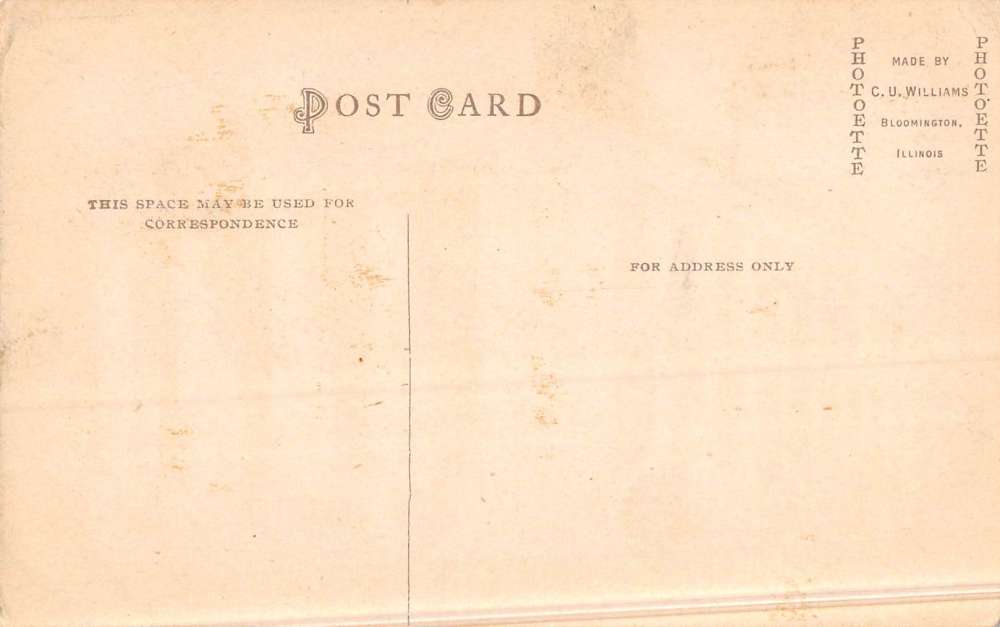 POST CARD
THIS SPACE MAY BE USED FOR
CORRESPONDENCE
FOR ADDRESS ONLY
PHOTOETTE
MADE BY
C. U. WILLIAMS
BLOOMINGTON,
ILLINOIS
PHOTOETTE